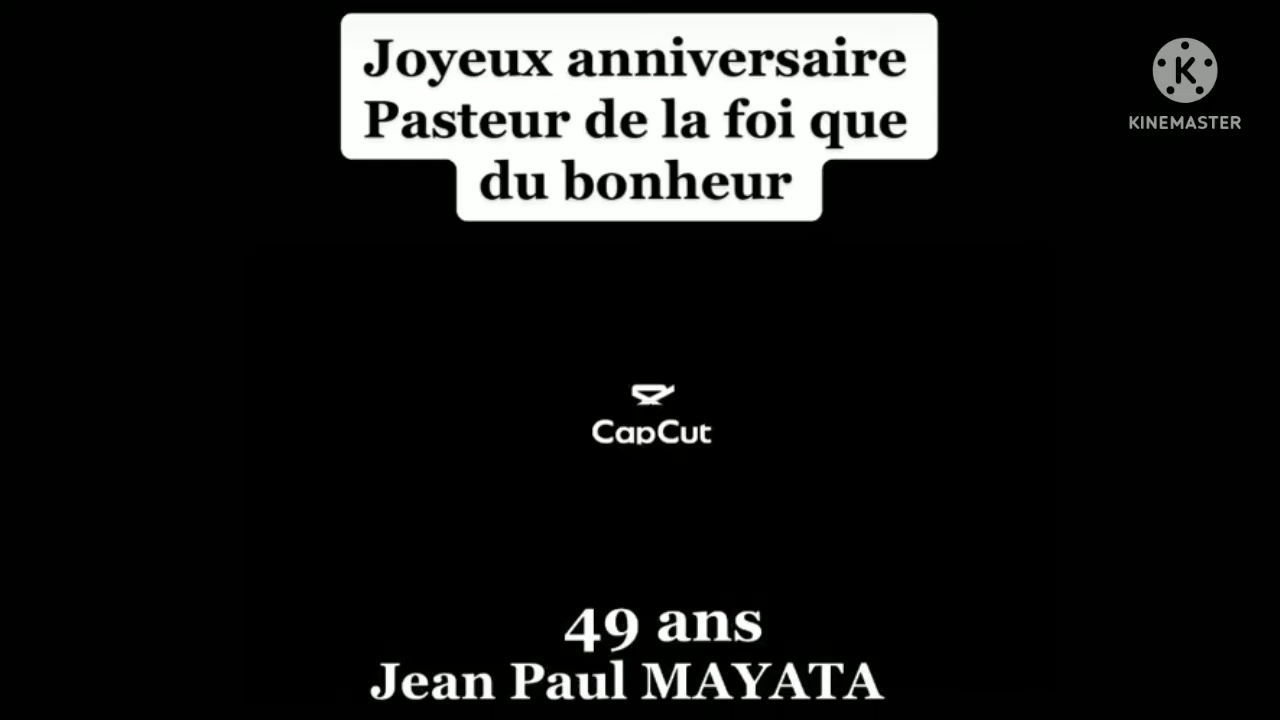 Joyeux anniversaire
Pasteur de la foi que
du bonheur
KINEMASTER
CapCut
49 ans
Jean Paul MAYATA